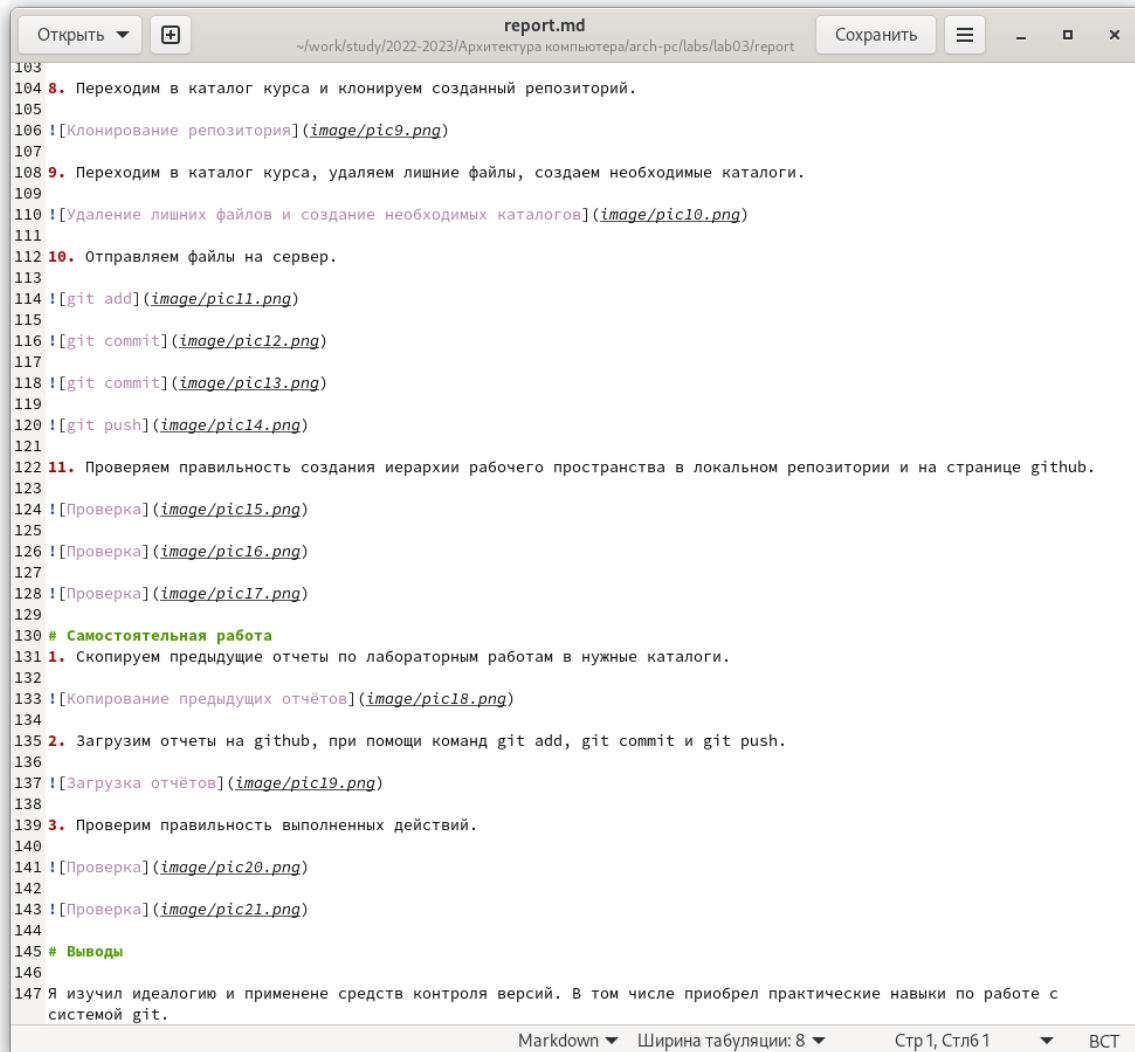 Открыть
report.md
~/work/study/2022-2023/Архитектура компьютера/arch-pc/labs/lab03/report
Сохранить
103
104 8. Переходим в каталог курса и клонируем созданный репозиторий.
105
106 ![Клонирование репозитория](image/pic9.png)
107
108 9. Переходим в каталог курса, удаляем лишние файлы, создаем необходимые каталоги.
109
110 ![Удаление лишних файлов и создание необходимых каталогов](image/pic10.png)
111
112 10. Отправляем файлы на сервер.
113
114 ![git add](image/pic11.png)
115
116 ![git commit](image/pic12.png)
117
118 ![git commit](image/pic13.png)
119
120 ![git push](image/pic14.png)
121
122 11. Проверяем правильность создания иерархии рабочего пространства в локальном репозитории и на странице github.
123
124 ![Проверка](image/pic15.png)
125
126 ![Проверка](image/pic16.png)
127
128 ![Проверка](image/pic17.png)
129
130 # Самостоятельная работа
131 1. Скопируем предыдущие отчеты по лабораторным работам в нужные каталоги.
132
133 ![Копирование предыдущих отчётов](image/pic18.png)
134
135 2. Загрузим отчеты на github, при помощи команд git add, git commit и git push.
136
137 ![Загрузка отчётов](image/pic19.png)
138
139 3. Проверим правильность выполненных действий.
140
141 ![Проверка](image/pic20.png)
142
143 ![Проверка](image/pic21.png)
144
145 # Выводы
146
147 Я изучил идеалогию и применене средств контроля версий. В том числе приобрел практические навыки по работе с
системой git.
Markdown Ширина табуляции: 8 Стр 1, Стлб 1 ВСТ